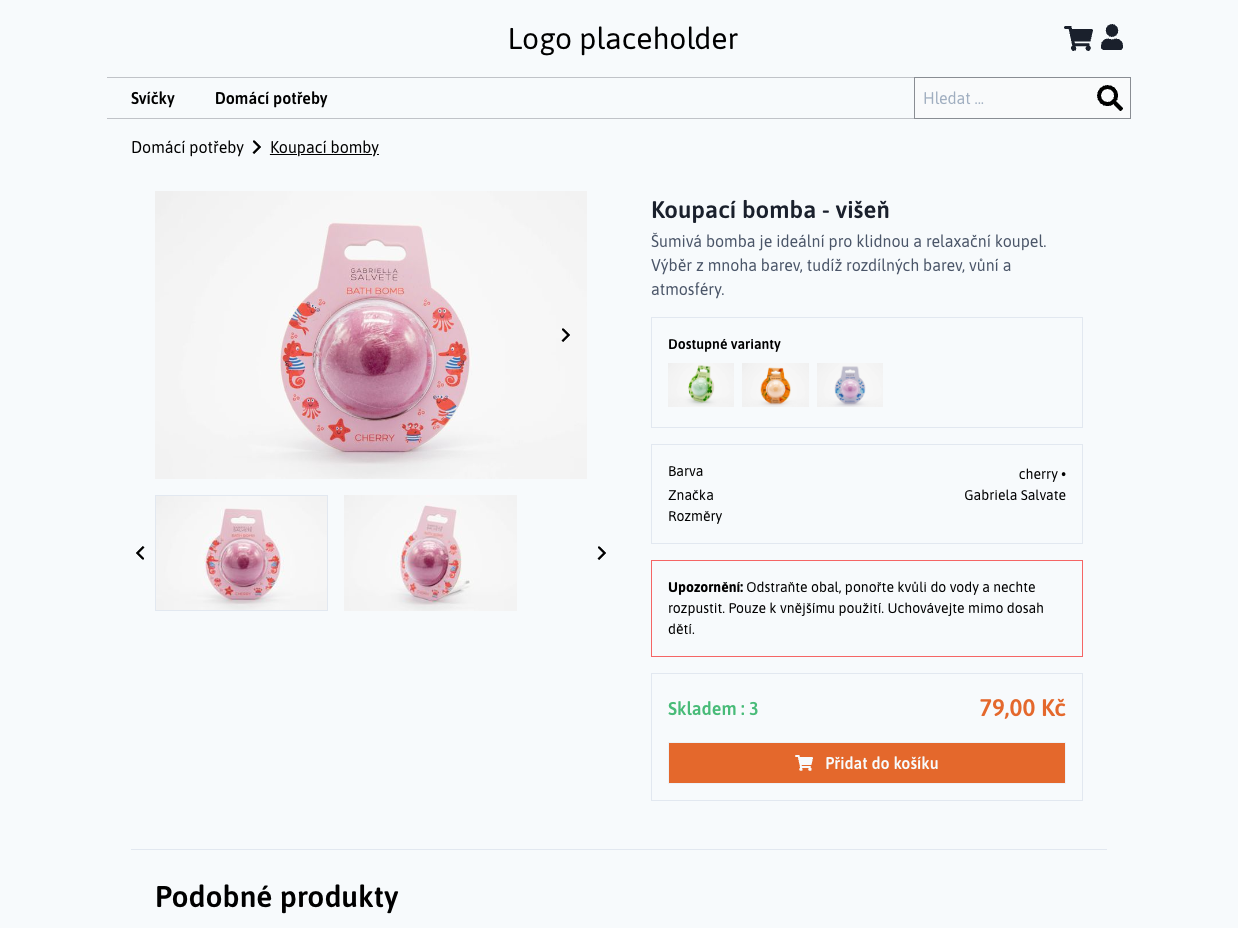 Logo placeholder
Svíčky
Domácí potřeby
Hledat ...
Domácí potřeby
Koupací bomby
GABRIELLA
SALVETE
BATH BOMB
CHERRY
Koupací bomba - višeň
Šumivá bomba je ideální pro klidnou a relaxační koupel.
Výběr z mnoha barev, tudíž rozdílných barev, vůní a
atmosféry.
Dostupné varianty
Barva
cherry •
Značka
Gabriela Salvate
Rozměry
Upozornění: Odstraňte obal, ponořte kvůli do vody a nechte
rozpustit. Pouze k vnějšímu použití. Uchovávejte mimo dosah
dětí.
Skladem : 3
79,00 Kč
Přidat do košíku
Podobné produkty